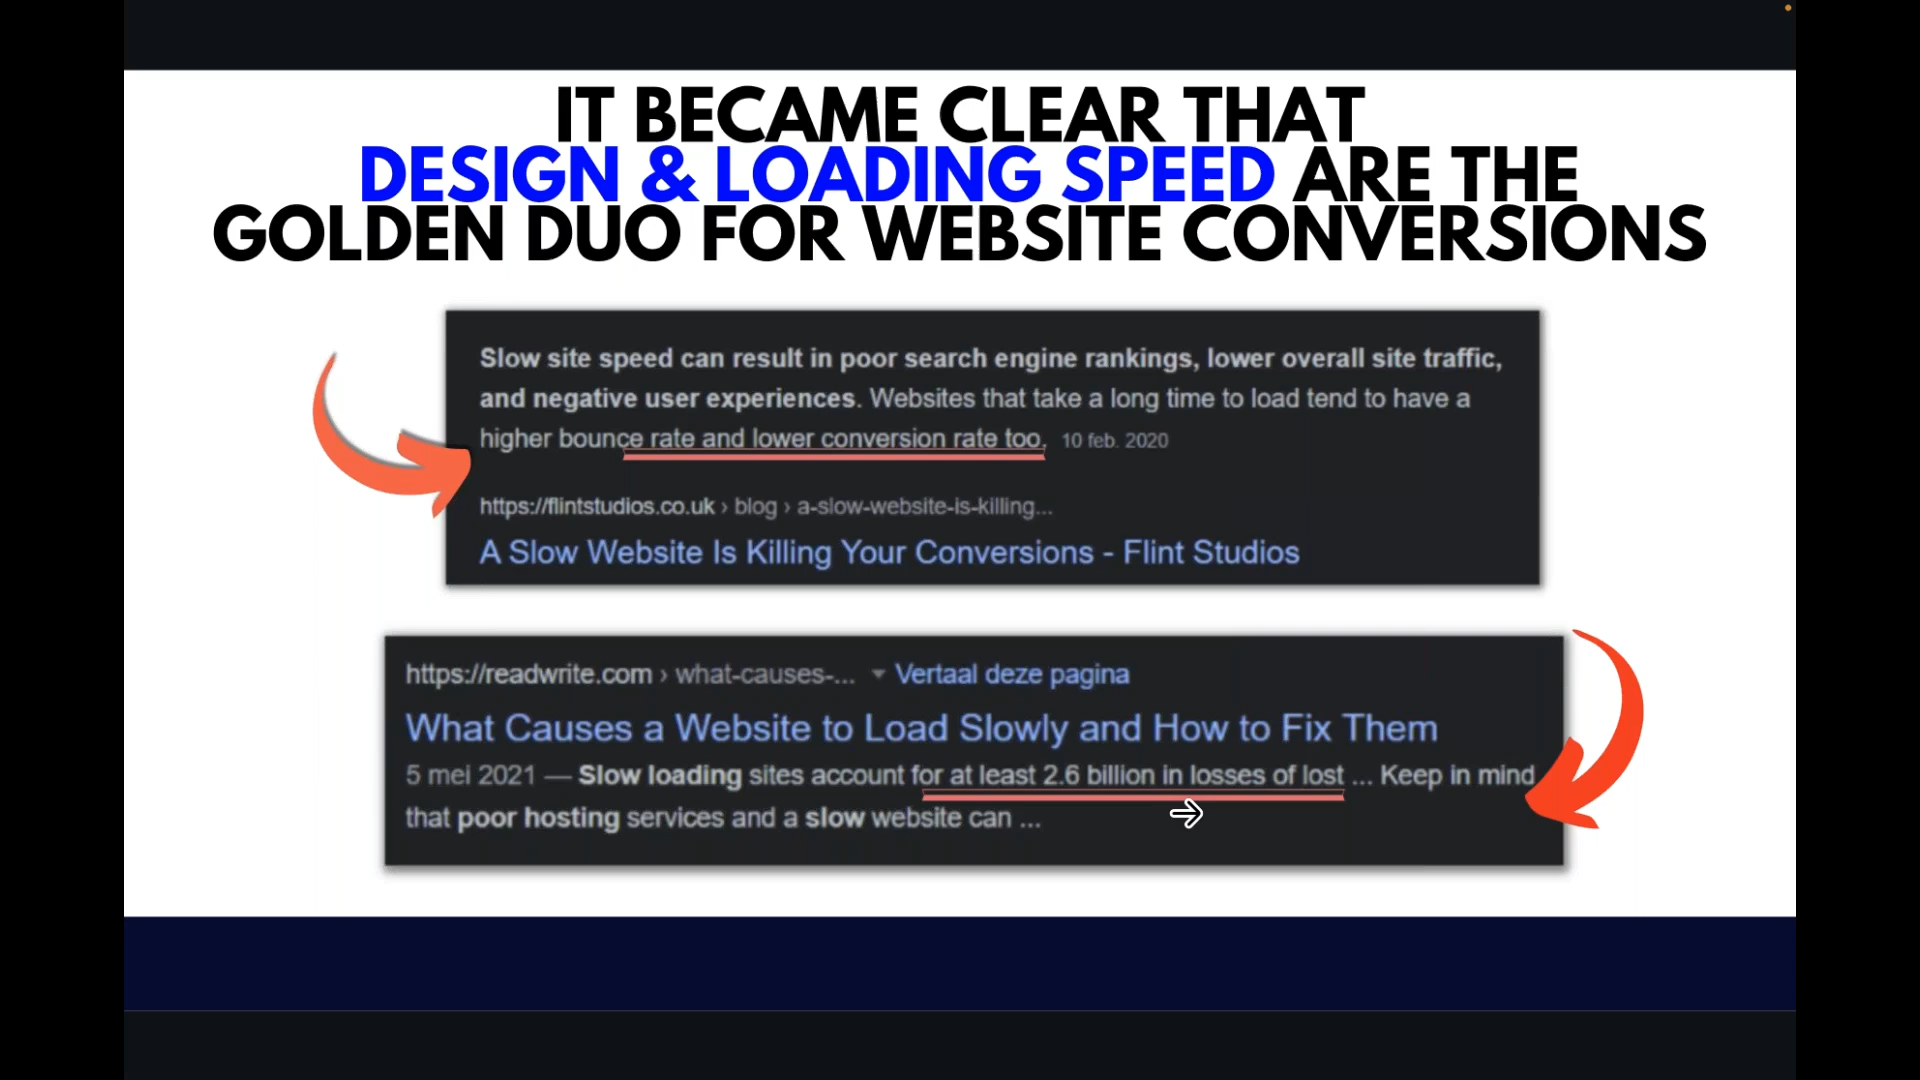 IT BECAME CLEAR THAT
DESIGN & LOADING SPEED ARE THE
GOLDEN DUO FOR WEBSITE CONVERSIONS
Slow site speed can result in poor search engine rankings, lower overall site traffic,
and negative user experiences. Websites that take a long time to load tend to have a
higher bounce rate and lower conversion rate too. 10 feb. 2020
https://flintstudios.co.uk › blog › a-slow-website-is-killing...
A Slow Website Is Killing Your Conversions - Flint Studios
https://readwrite.com › what-causes-... Vertaal deze pagina
What Causes a Website to Load Slowly and How to Fix Them
5 mei 2021 — Slow loading sites account for at least 2.6 billion in losses of lost ... Keep in mind
that poor hosting services and a slow website can ...